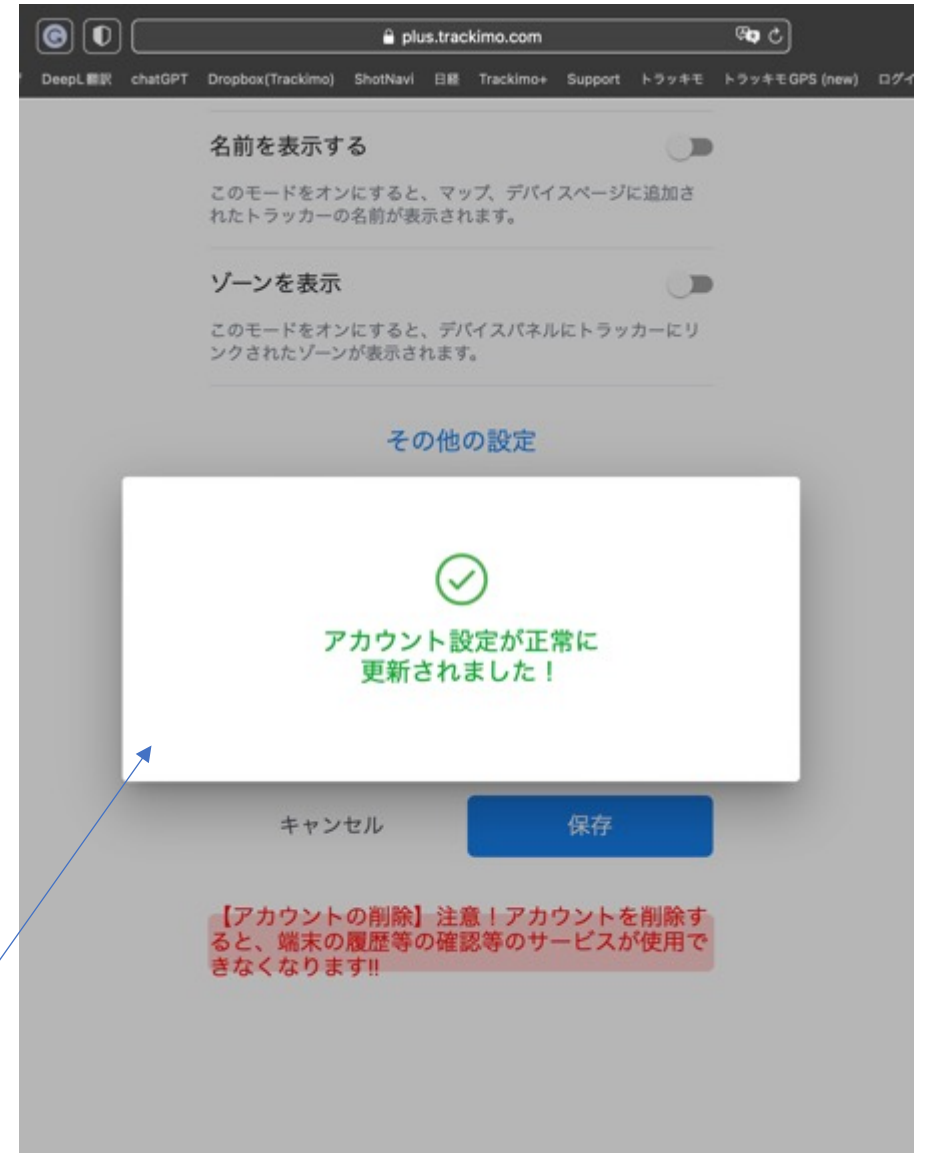 plus.trackimo.com
DeepL翻訳 chatGPT Dropbox(Trackimo) ShotNavi 日経 Trackimo+ Support トラッキモ トラッキモGPS (new) ログイ
名前を表示する
このモードをオンにすると、マップ、デバイスページに追加さ
れたトラッカーの名前が表示されます。
ゾーンを表示
このモードをオンにすると、デバイスパネルにトラッカーにリ
ンクされたゾーンが表示されます。
その他の設定
アカウント設定が正常に
更新されました！
キャンセル 保存
【アカウントの削除】注意！アカウントを削除す
ると、端末の履歴等の確認等のサービスが使用で
きなくなります!!